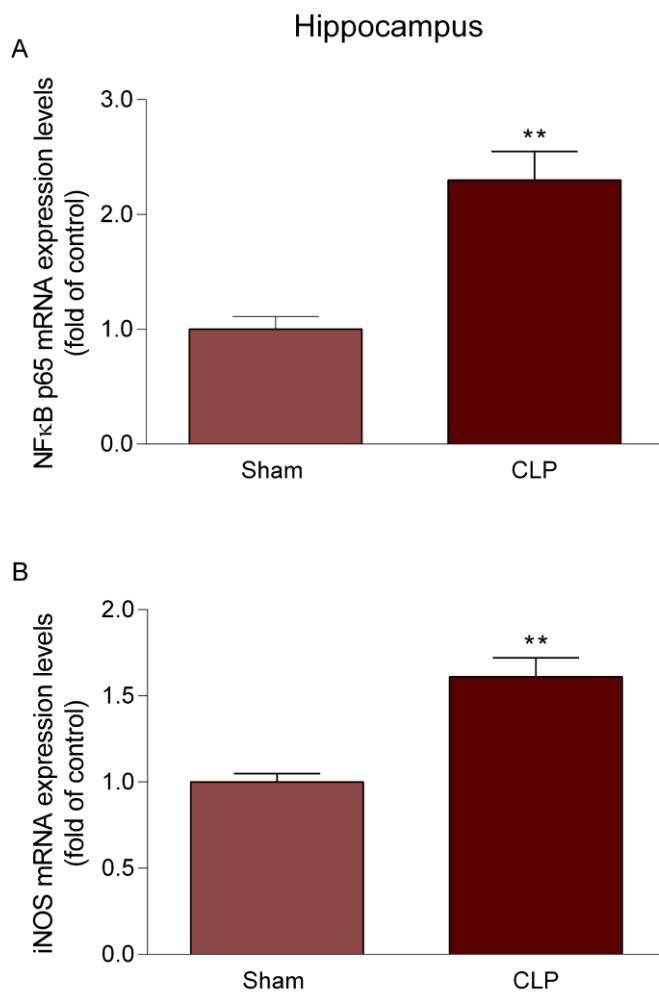 Hippocampus
A
NFκB p65 mRNA expression levels
(fold of control)
3.0
2.0
1.0
0.0
**
Sham
CLP
B
iNOS mRNA expression levels
(fold of control)
2.0
1.5
1.0
0.5
0.0
**
Sham
CLP